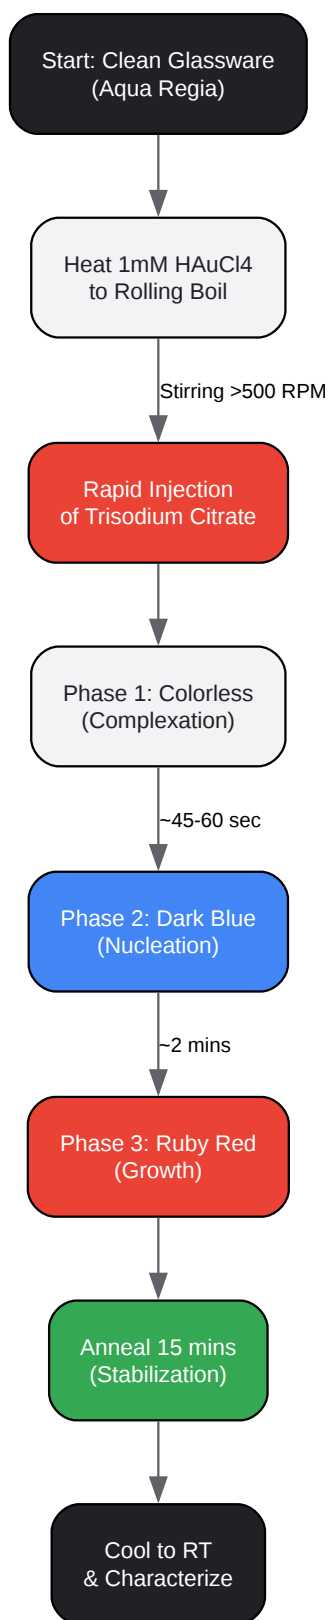 Start: Clean Glassware
(Aqua Regia)
Heat 1mM HAuCl4
to Rolling Boil
Stirring >500 RPM
Rapid Injection
of Trisodium Citrate
Phase 1: Colorless
(Complexation)
~45-60 sec
Phase 2: Dark Blue
(Nucleation)
~2 mins
Phase 3: Ruby Red
(Growth)
Anneal 15 mins
(Stabilization)
Cool to RT
& Characterize